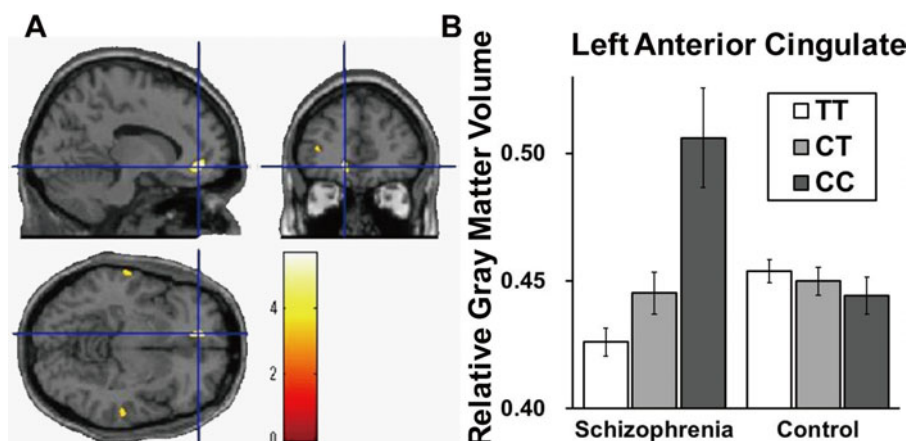 A
B
Left Anterior Cingulate
Relative Gray Matter Volume
0.50
0.45
0.40
TT
CT
CC
Schizophrenia
Control
4
2
0